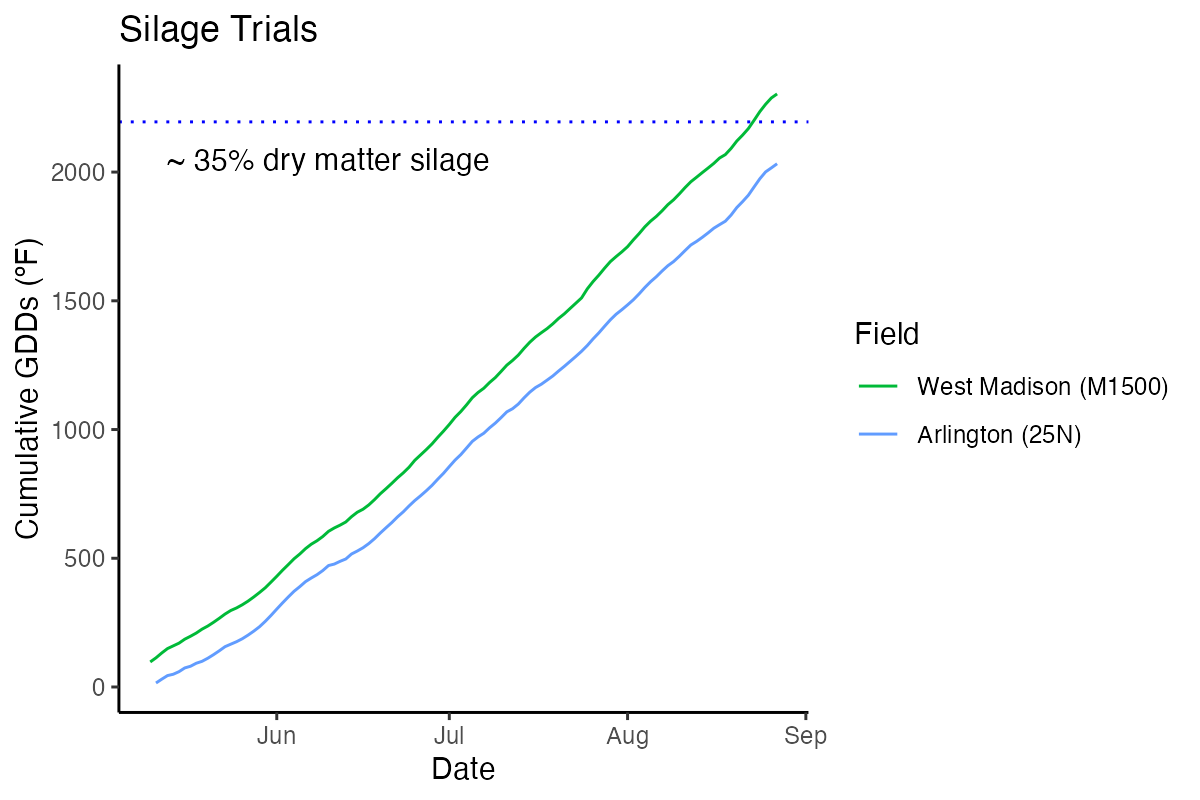 Silage Trials
~ 35% dry matter silage
Cumulative GDDs (°F)
2000
1500
1000
500
0
Jun
Jul
Aug
Sep
Date
Field
West Madison (M1500)
Arlington (25N)